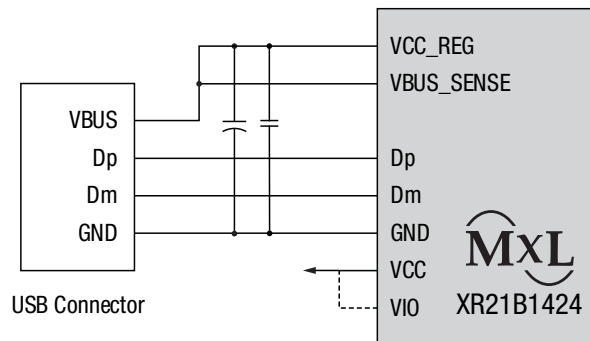 VCC_REG
VBUS_SENSE
VBUS
Dp
Dp
Dm
Dm
GND
GND
MxL
VCC
USB Connector
VIO
XR21B1424